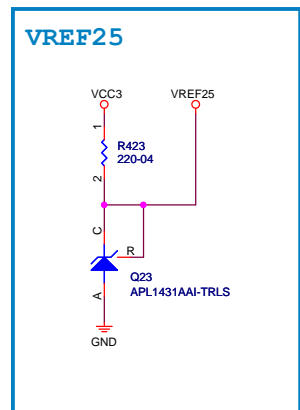 VREF25
VCC3 VREF25
1
R423
220-04
2
C
R
Q23
A
APL1431AAI-TRLS
GND